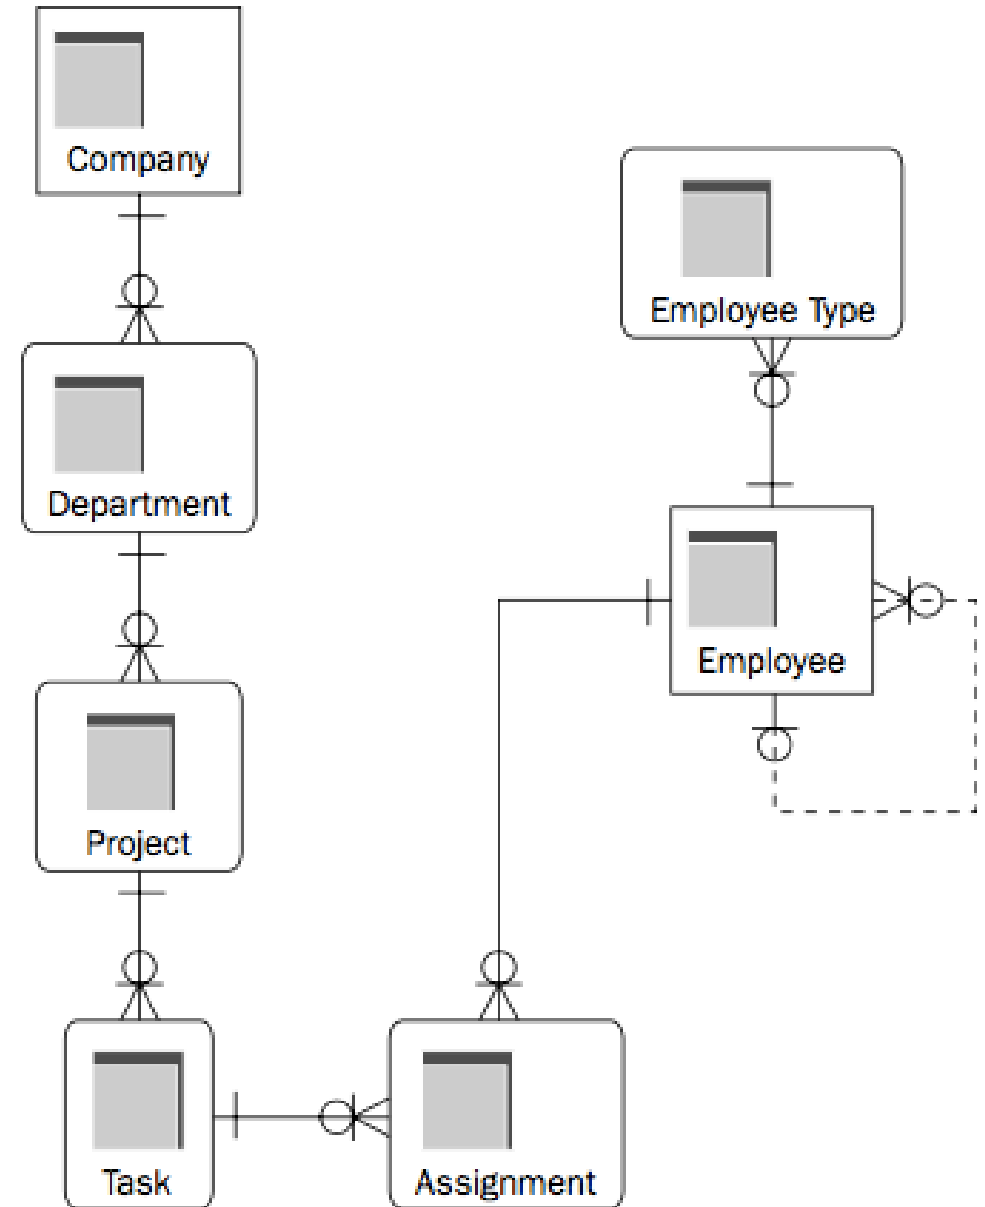 Company
Employee Type
Department
Employee
Project
Task
Assignment